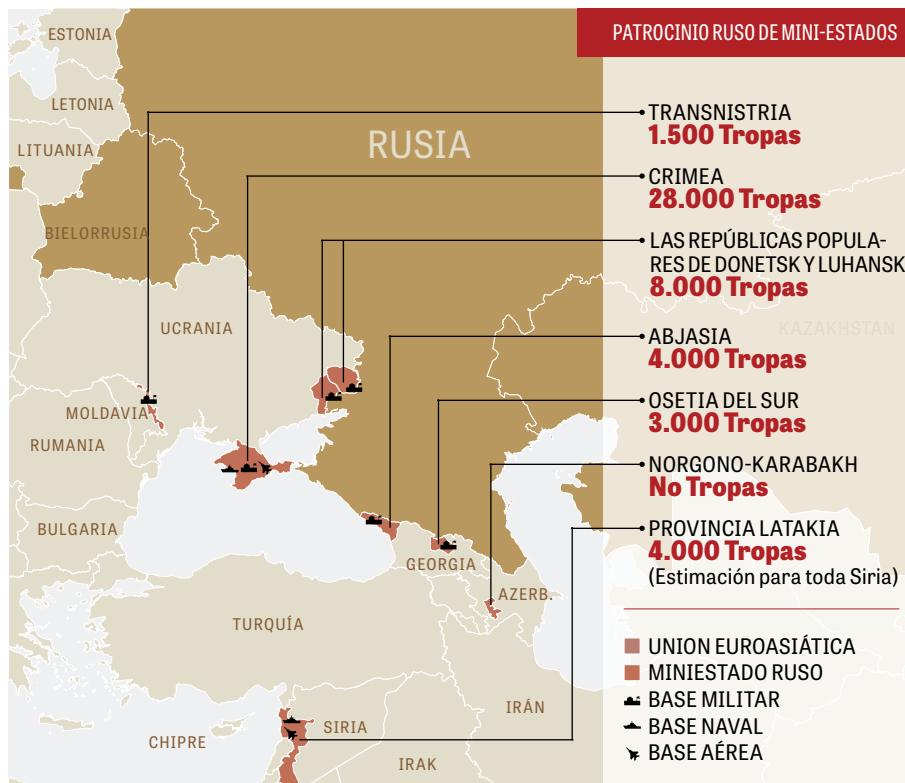 PATROCINIO RUSO DE MINI-ESTADOS
ESTONIA
LETONIA
LITUANIA
BIELORRUSIA
RUSIA
UCRANIA
MOLDAVIA
RUMANIA
BULGARIA
TURQUÍA
GEORGIA
AZERB.
KAZAKHSTAN
CHIPRE
SIRIA
IRAK
IRÁN
TRANSNISTRIA
1.500 Tropas
CRIMEA
28.000 Tropas
LAS REPÚBLICAS POPULA-
RES DE DONETSK Y LUHANSK
8.000 Tropas
ABJASIA
4.000 Tropas
OSETIA DEL SUR
3.000 Tropas
NORGONO-KARABAKH
No Tropas
PROVINCIA LATAKIA
4.000 Tropas
(Estimación para toda Siria)
UNION EUROASIÁTICA
MINIESTADO RUSO
BASE MILITAR
BASE NAVAL
BASE AÉREA